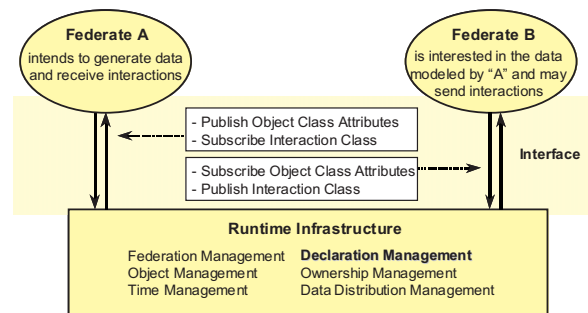 Federate A
intends to generate data
and receive interactions
Federate B
is interested in the data
modeled by “A” and may
send interactions
- Publish Object Class Attributes
- Subscribe Interaction Class
- Subscribe Object Class Attributes
- Publish Interaction Class
Interface
Runtime Infrastructure
Federation Management Declaration Management
Object Management Ownership Management
Time Management Data Distribution Management